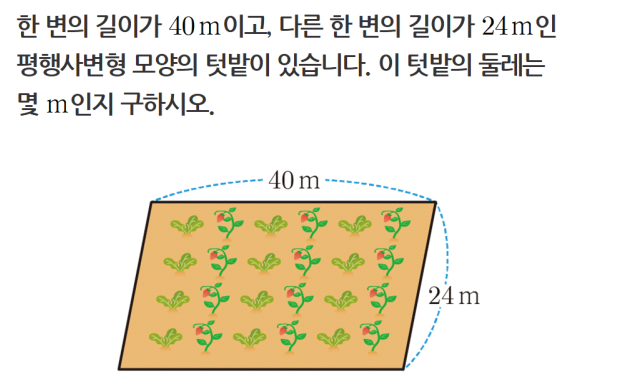 한 변의 길이가 40 m이고, 다른 한 변의 길이가 24 m인
평행사변형 모양의 텃밭이 있습니다. 이 텃밭의 둘레는
몇 m인지 구하시오.
40 m
24 m